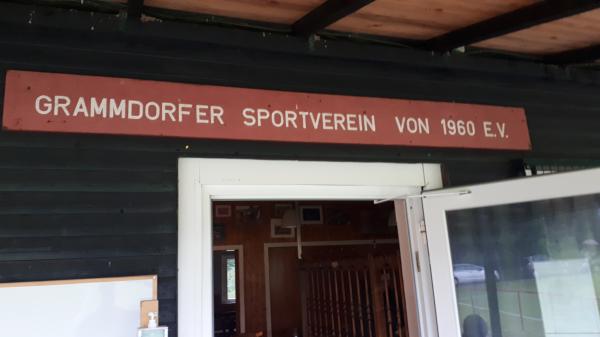 GRAMMDORFER SPORTVEREIN VON 1960 E.V.